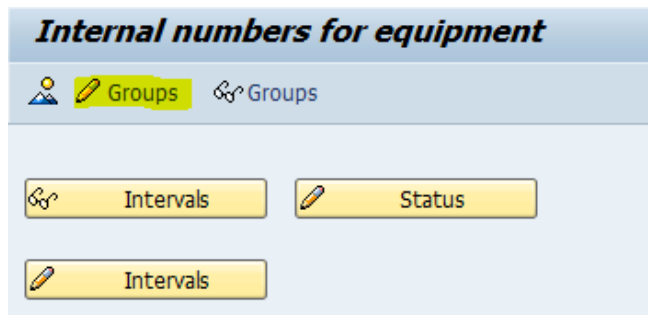 Internal numbers for equipment
Groups Groups
Intervals Status
Intervals